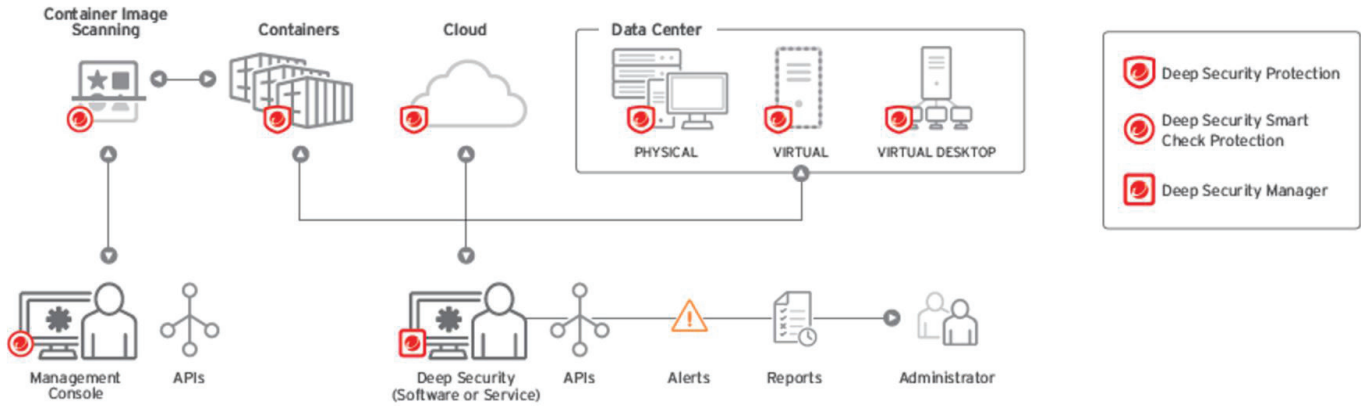 Container Image
Scanning
Containers
Cloud
Data Center
PHYSICAL
VIRTUAL
VIRTUAL DESKTOP
Deep Security Protection
Deep Security Smart
Check Protection
Deep Security Manager
Management
Console
APIs
Deep Security
(Software or Service)
APIs
Alerts
Reports
Administrator